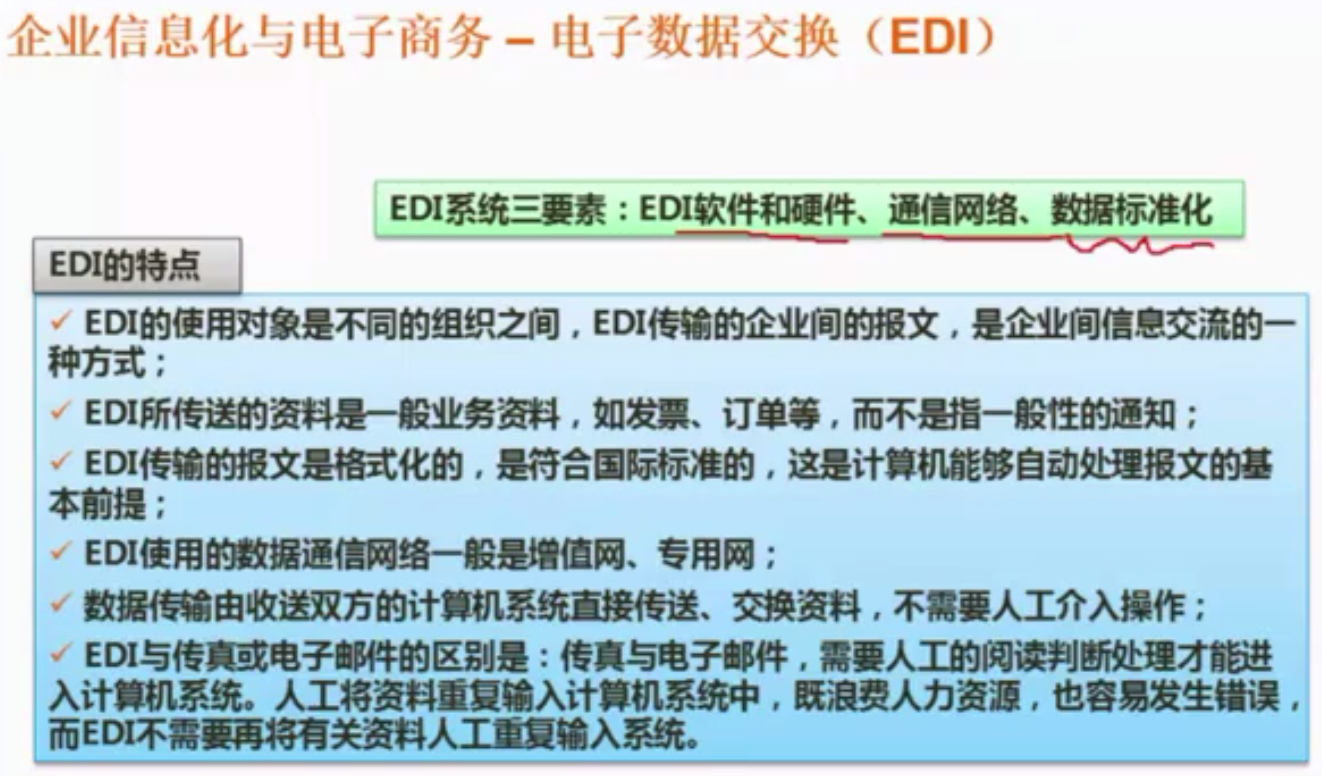 企业信息化与电子商务 – 电子数据交换（EDI）
EDI系统三要素：EDI软件和硬件、通信网络、数据标准化
EDI的特点
✓ EDI的使用对象是不同的组织之间，EDI传输的企业间的报文，是企业间信息交流的一
种方式；
✓ EDI所传送的资料是一般业务资料，如发票、订单等，而不是指一般性的通知；
✓ EDI传输的报文是格式化的，是符合国际标准的，这是计算机能够自动处理报文的基
本前提；
✓ EDI使用的数据通信网络一般是增值网、专用网；
✓ 数据传输由收送双方的计算机系统直接传送、交换资料，不需要人工介入操作；
✓ EDI与传真或电子邮件的区别是：传真与电子邮件，需要人工的阅读判断处理才能进
入计算机系统。人工将资料重复输入计算机系统中，既浪费人力资源，也容易发生错误，
而EDI不需要再将有关资料人工重复输入系统。